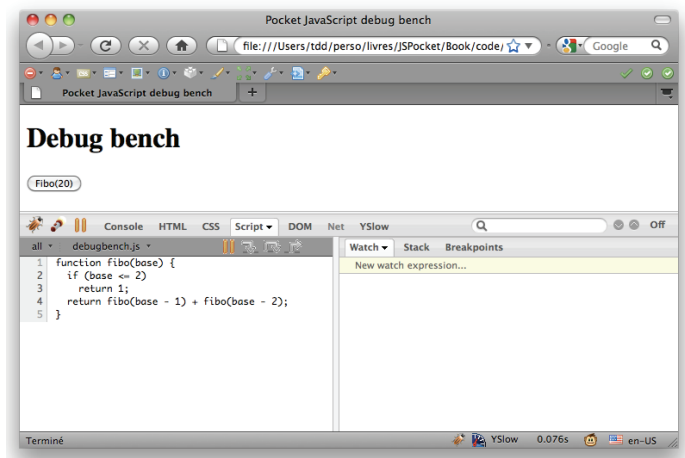 Pocket JavaScript debug bench
file:///Users/tdd/perso/livres/JSPocket/Book/code/
Google
Pocket JavaScript debug bench
Debug bench
Fibo(20)
Console HTML CSS Script DOM Net YSlow Off
all debugbench.js
Watch Stack Breakpoints
New watch expression...
1 function fibo(base) {
2 if (base <= 2)
3 return 1;
4 return fibo(base - 1) + fibo(base - 2);
5 }
Terminé
YSlow 0.076s en-US